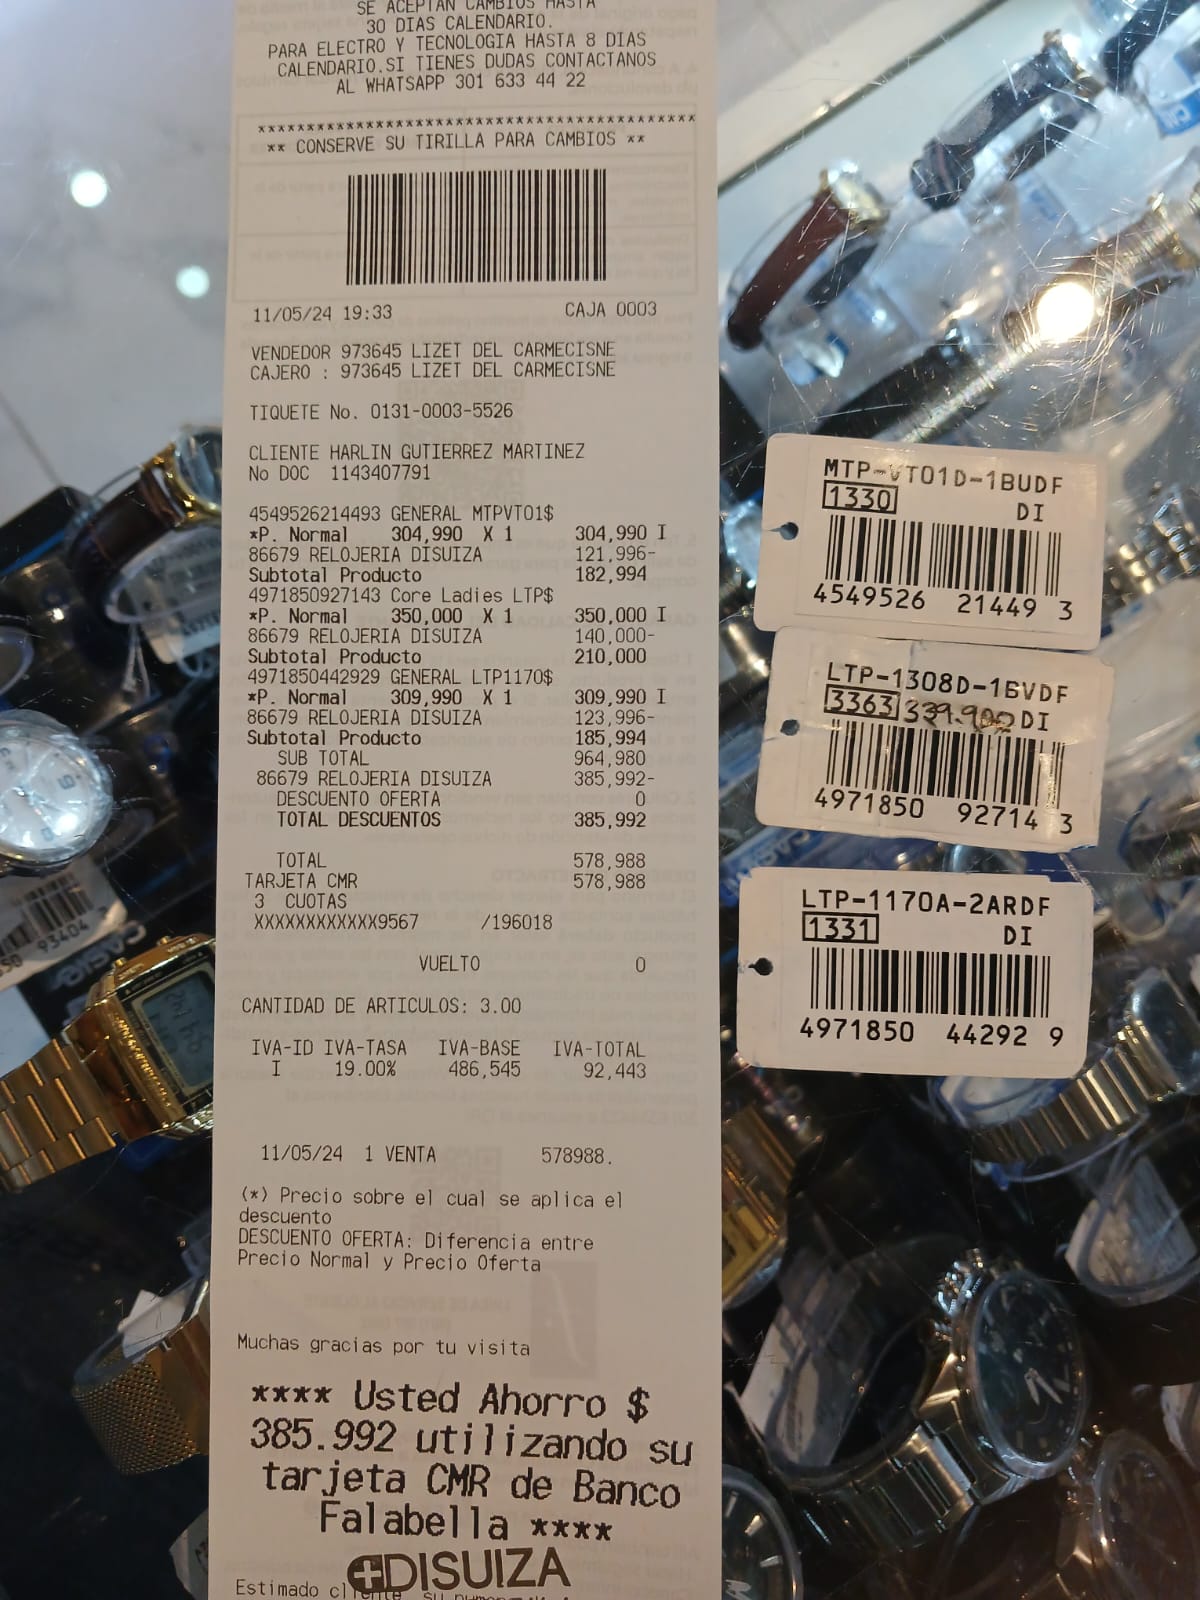 SE ACEPTAN CAMBIOS HASTA
30 DIAS CALENDARIO.
PARA ELECTRO Y TECNOLOGIA HASTA 8 DIAS
CALENDARIO.SI TIENES DUDAS CONTACTANOS
AL WHATSAPP 301 633 44 22
*******************************************
** CONSERVE SU TIRILLA PARA CAMBIOS **
11/05/24 19:33 CAJA 0003
VENDEDOR 973645 LIZET DEL CARMECISNE
CAJERO : 973645 LIZET DEL CARMECISNE
TIQUETE No. 0131-0003-5526
CLIENTE HARLIN GUTIERREZ MARTINEZ
No DOC 1143407791
4549526214493 GENERAL MTPVT01$
*P. Normal 304,990 X 1 304,990 I
86679 RELOJERIA DISUIZA 121,996-
Subtotal Producto 182,994
4971850927143 Core Ladies LTP$
*P. Normal 350,000 X 1 350,000 I
86679 RELOJERIA DISUIZA 140,000-
Subtotal Producto 210,000
4971850442929 GENERAL LTP1170$
*P. Normal 309,990 X 1 309,990 I
86679 RELOJERIA DISUIZA 123,996-
Subtotal Producto 185,994
SUB TOTAL 964,980
86679 RELOJERIA DISUIZA 385,992-
DESCUENTO OFERTA 0
TOTAL DESCUENTOS 385,992
TOTAL 578,988
TARJETA CMR 578,988
3 CUOTAS
XXXXXXXXXXXX9567 /196018
VUELTO 0
CANTIDAD DE ARTICULOS: 3.00
IVA-ID IVA-TASA IVA-BASE IVA-TOTAL
I 19.00% 486,545 92,443
11/05/24 1 VENTA 578988.
(*) Precio sobre el cual se aplica el
descuento
DESCUENTO OFERTA: Diferencia entre
Precio Normal y Precio Oferta
Muchas gracias por tu visita
**** Usted Ahorro $
385.992 utilizando su
tarjeta CMR de Banco
Falabella ****
DISUIZA
Estimado
MTP-VT01D-1BUDF
1330 DI
4549526 21449 3
LTP-1308D-1BVDF
3363 339.900 DI
4971850 92714 3
LTP-1170A-2ARDF
1331 DI
4971850 44292 9
93404